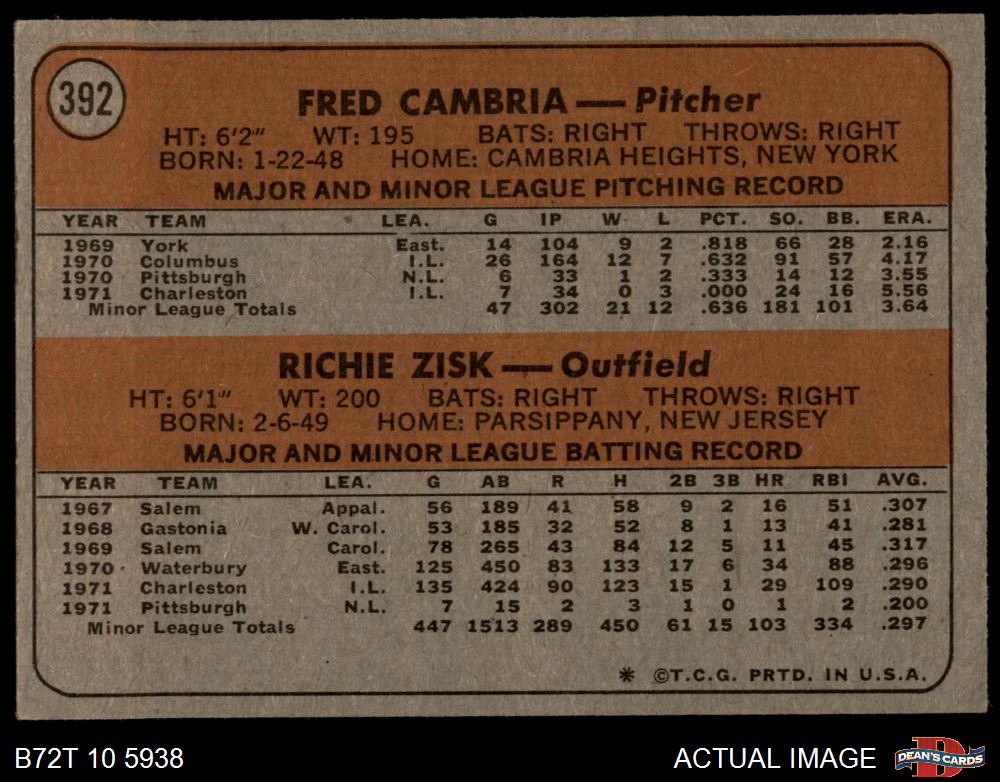 392
FRED CAMBRIA — Pitcher
HT: 6'2" WT: 195 BATS: RIGHT THROWS: RIGHT
BORN: 1-22-48 HOME: CAMBRIA HEIGHTS, NEW YORK
MAJOR AND MINOR LEAGUE PITCHING RECORD
YEAR TEAM LEA. G IP W L PCT. SO. BB. ERA.
1969 York East. 14 104 9 2 .818 66 28 2.16
1970 Columbus I.L. 26 164 12 7 .632 91 57 4.17
1970 Pittsburgh N.L. 6 33 1 2 .333 14 12 3.55
1971 Charleston I.L. 7 34 0 3 .000 24 16 5.56
Minor League Totals 47 302 21 12 .636 181 101 3.64
RICHIE ZISK — Outfield
HT: 6'1" WT: 200 BATS: RIGHT THROWS: RIGHT
BORN: 2-6-49 HOME: PARSIPPANY, NEW JERSEY
MAJOR AND MINOR LEAGUE BATTING RECORD
YEAR TEAM LEA. G AB R H 2B 3B HR RBI AVG.
1967 Salem Appal. 56 189 41 58 9 2 16 51 .307
1968 Gastonia W. Carol. 53 185 32 52 8 1 13 41 .281
1969 Salem Carol. 78 265 43 84 12 5 11 45 .317
1970 Waterbury East. 125 450 83 133 17 6 34 88 .296
1971 Charleston I.L. 135 424 90 123 15 1 29 109 .290
1971 Pittsburgh N.L. 7 15 2 3 1 0 1 2 .200
Minor League Totals 447 1513 289 450 61 15 103 334 .297
* ©T.C.G. PRTD. IN U.S.A.
B72T 10 5938 ACTUAL IMAGE D DEAN'S CARDS